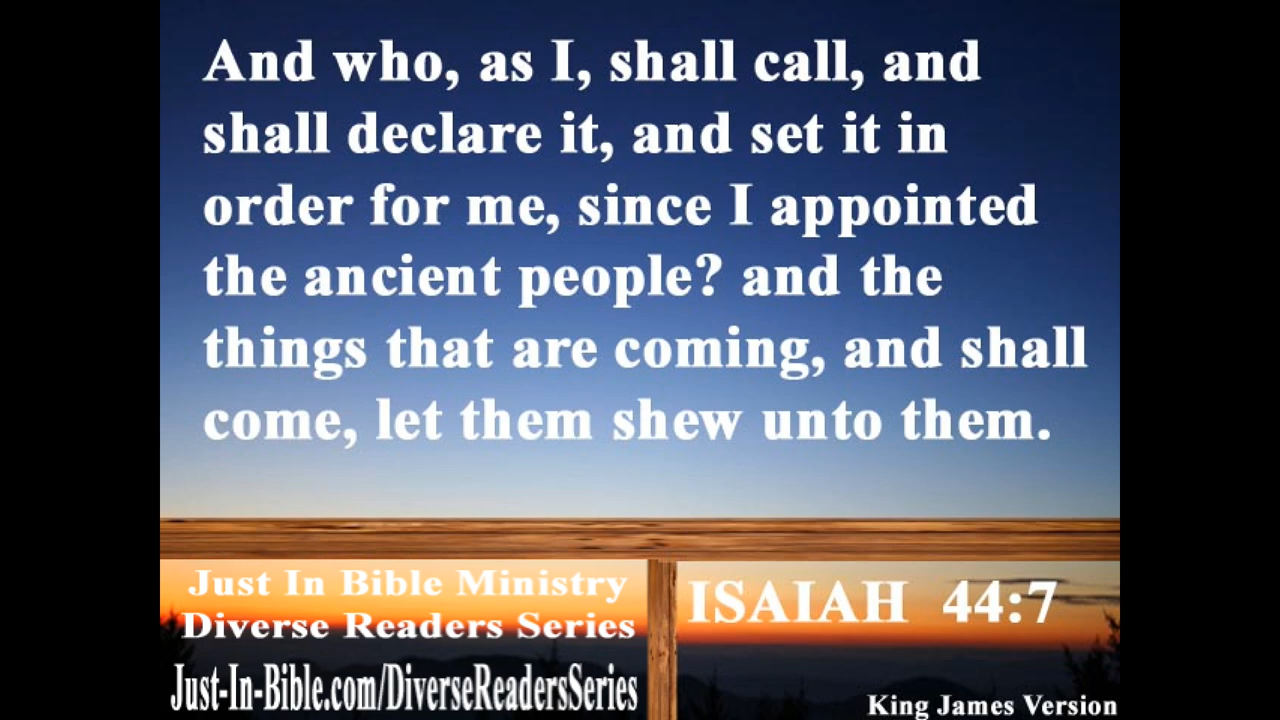 And who, as I, shall call, and
shall declare it, and set it in
order for me, since I appointed
the ancient people? and the
things that are coming, and shall
come, let them shew unto them.
Just In Bible Ministry
Diverse Readers Series
Just-In-Bible.com/DiverseReadersSeries
ISAIAH 44:7
King James Version